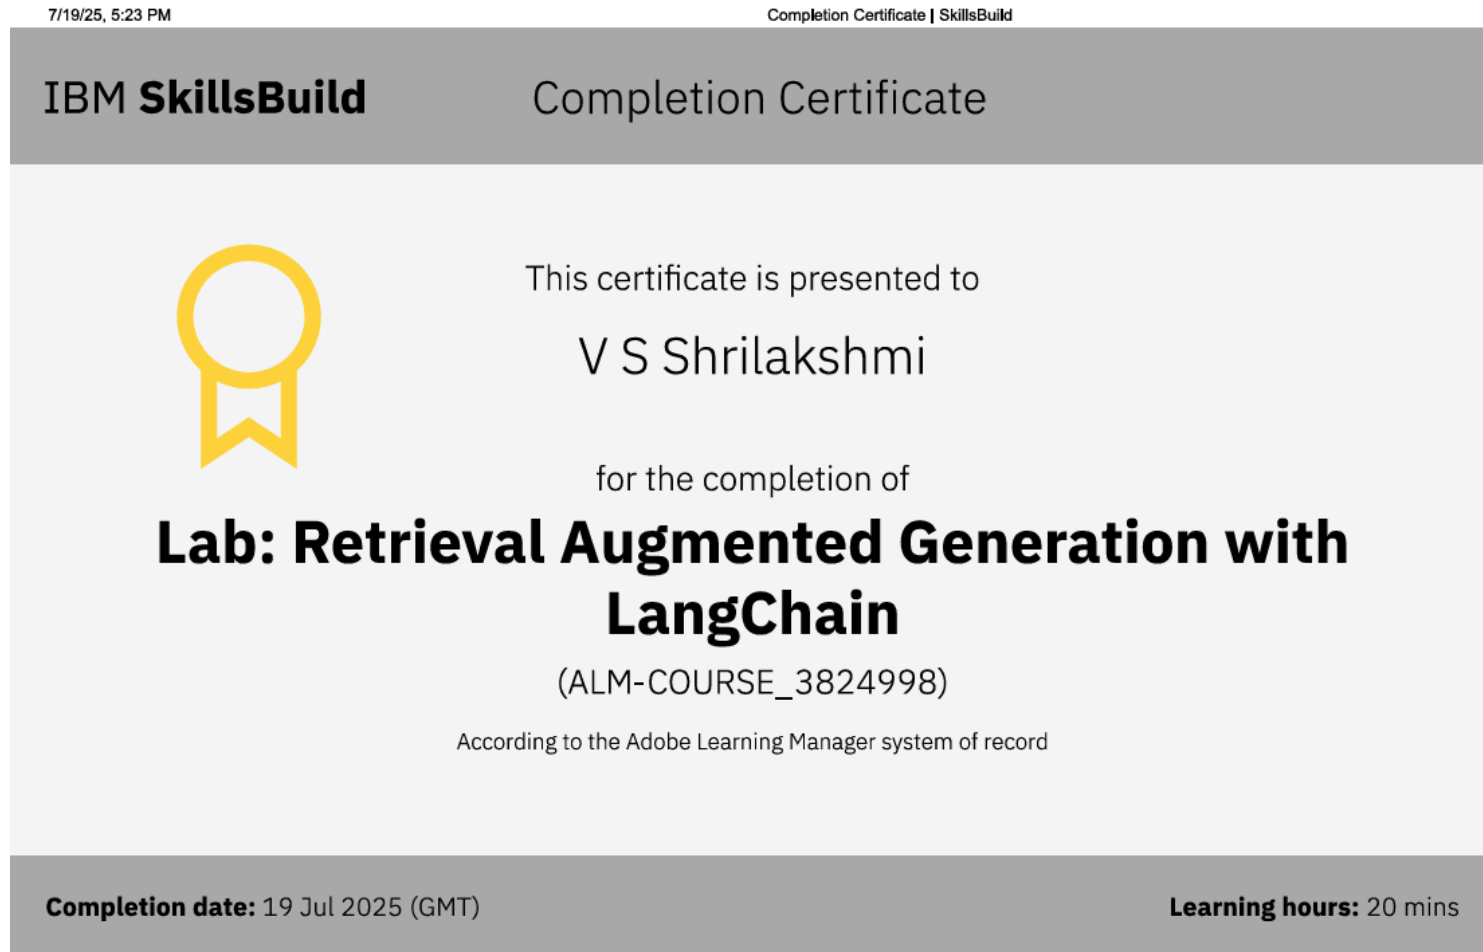 7/19/25, 5:23 PM Completion Certificate | SkillsBuild
IBM SkillsBuild Completion Certificate
This certificate is presented to
V S Shrilakshmi
for the completion of
Lab: Retrieval Augmented Generation with
LangChain
(ALM-COURSE_3824998)
According to the Adobe Learning Manager system of record
Completion date: 19 Jul 2025 (GMT) Learning hours: 20 mins